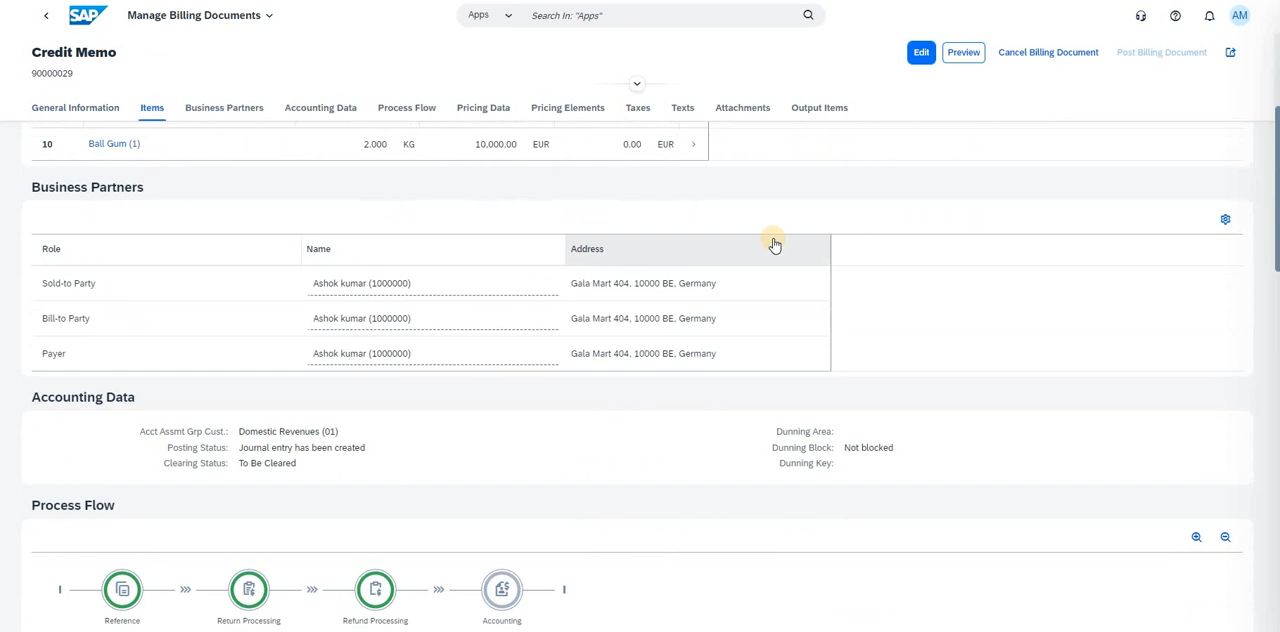 SAP Manage Billing Documents Apps Search In: "Apps" AM
Credit Memo
90000029
Edit Preview Cancel Billing Document Post Billing Document
General Information Items Business Partners Accounting Data Process Flow Pricing Data Pricing Elements Taxes Texts Attachments Output Items
10 Ball Gum (1) 2.000 KG 10,000.00 EUR 0.00 EUR
Business Partners
Role Name Address
Sold-to Party Ashok kumar (1000000) Gala Mart 404, 10000 BE, Germany
Bill-to Party Ashok kumar (1000000) Gala Mart 404, 10000 BE, Germany
Payer Ashok kumar (1000000) Gala Mart 404, 10000 BE, Germany
Accounting Data
Acct Assmt Grp Cust.: Domestic Revenues (01) Dunning Area:
Posting Status: Journal entry has been created Dunning Block: Not blocked
Clearing Status: To Be Cleared Dunning Key:
Process Flow
Reference Return Processing Refund Processing Accounting